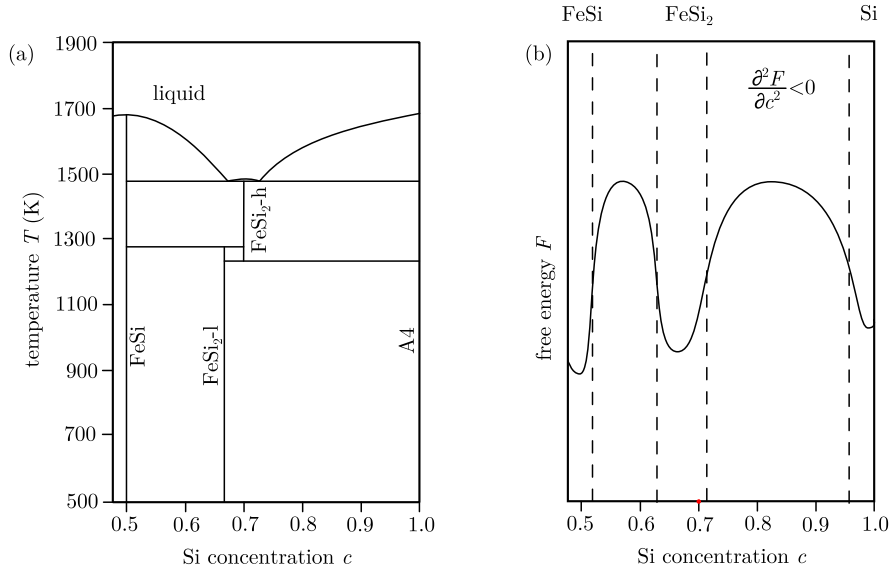 (a)
1900
1700
1500
1300
1100
900
700
500
temperature T (K)
liquid
FeSi
FeSi₂-l
FeSi₂-h
A4
0.5 0.6 0.7 0.8 0.9 1.0
Si concentration c
(b)
FeSi FeSi₂ Si
∂²F/∂c² <0
free energy F
0.5 0.6 0.7 0.8 0.9 1.0
Si concentration c